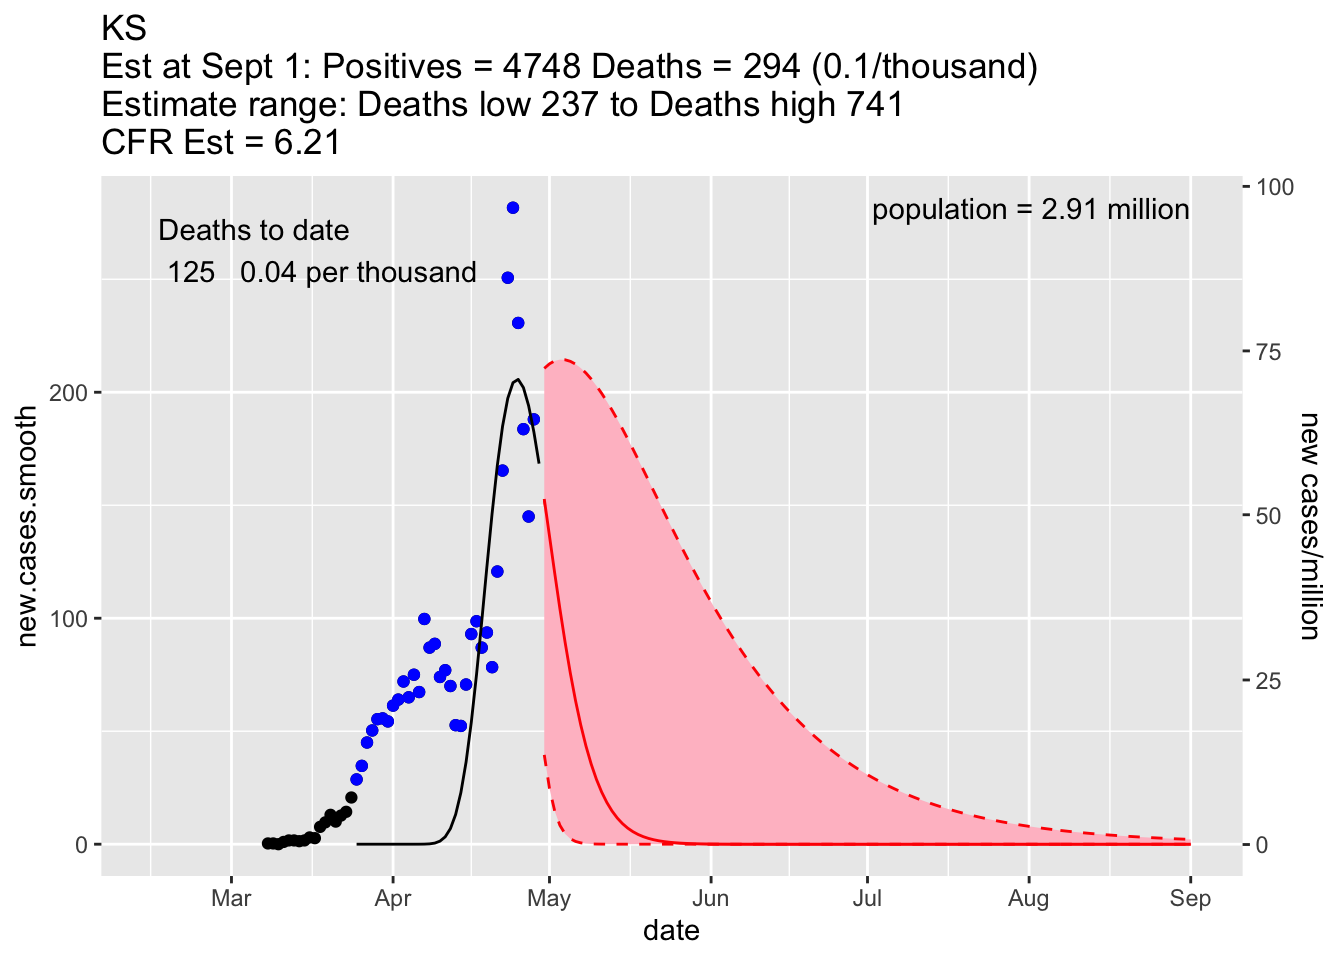 KS
Est at Sept 1: Positives = 4748 Deaths = 294 (0.1/thousand)
Estimate range: Deaths low 237 to Deaths high 741
CFR Est = 6.21
Deaths to date
125 0.04 per thousand
population = 2.91 million
new.cases.smooth
200
100
0
100
75
50
25
0
new cases/million
Mar Apr May Jun Jul Aug Sep
date